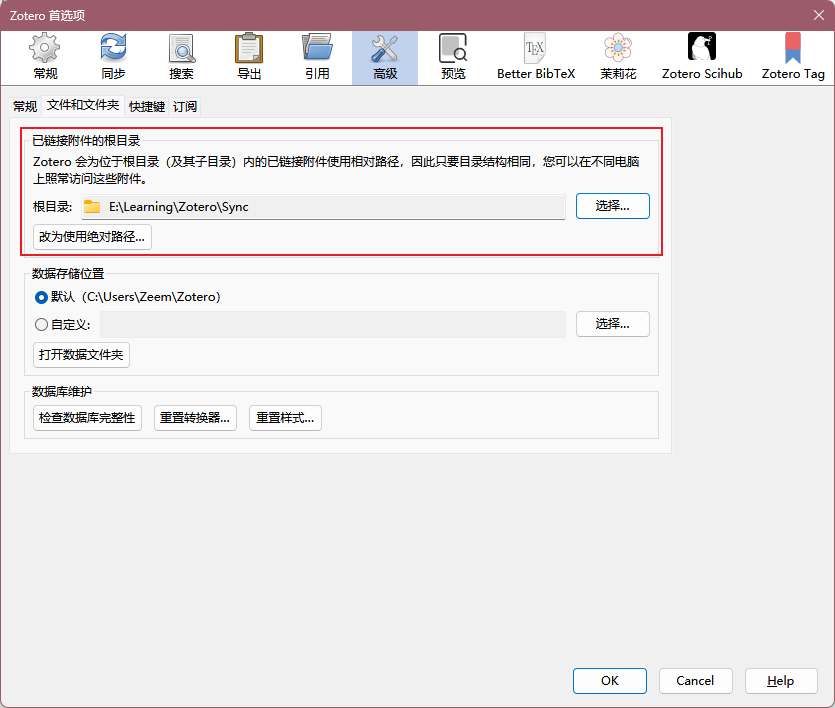 Zotero 首选项
常规 同步 搜索 导出 引用 高级 预览 Better BibTeX 茉莉花 Zotero Scihub Zotero Tag
常规 文件和文件夹 快捷键 订阅
已链接附件的根目录
Zotero 会为位于根目录（及其子目录）内的已链接附件使用相对路径，因此只要目录结构相同，您可以在不同电脑
上照常访问这些附件。
根目录: E:\Learning\Zotero\Sync 选择...
改为使用绝对路径...
数据存储位置
默认（C:\Users\Zeem\Zotero）
自定义: 选择...
打开数据文件夹
数据库维护
检查数据库完整性 重置转换器... 重置样式...
OK Cancel Help